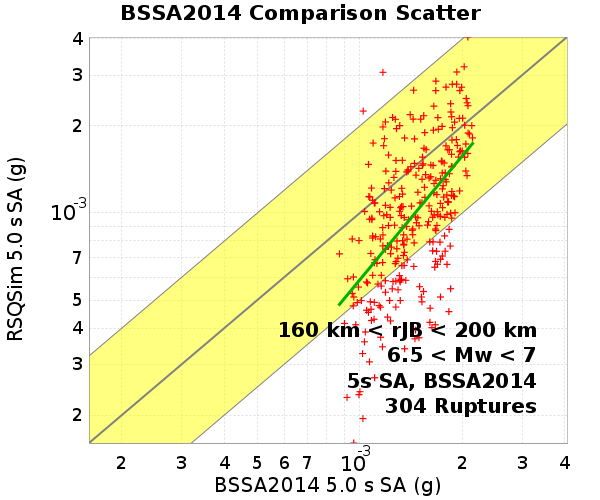 BSSA2014 Comparison Scatter
4
3
2
10-3
7
5
4
3
2
RSQSim 5.0 s SA (g)
160 km < rJB < 200 km
6.5 < Mw < 7
5s SA, BSSA2014
304 Ruptures
2 3 4 5 6 7 10-3 2 3 4
BSSA2014 5.0 s SA (g)